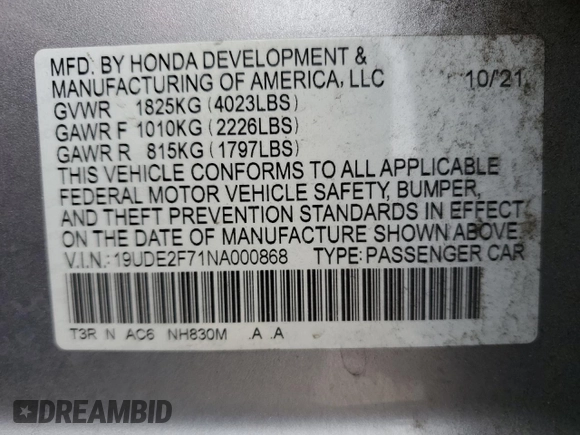 MFD. BY HONDA DEVELOPMENT &
MANUFACTURING OF AMERICA, LLC 10/21
GVWR 1825KG (4023LBS)
GAWR F 1010KG (2226LBS)
GAWR R 815KG (1797LBS)
THIS VEHICLE CONFORMS TO ALL APPLICABLE
FEDERAL MOTOR VEHICLE SAFETY, BUMPER,
AND THEFT PREVENTION STANDARDS IN EFFECT
ON THE DATE OF MANUFACTURE SHOWN ABOVE.
V.I.N.: 19UDE2F71NA000868 TYPE: PASSENGER CAR
T3R N AC6 NH830M .A .A
DREAMBID